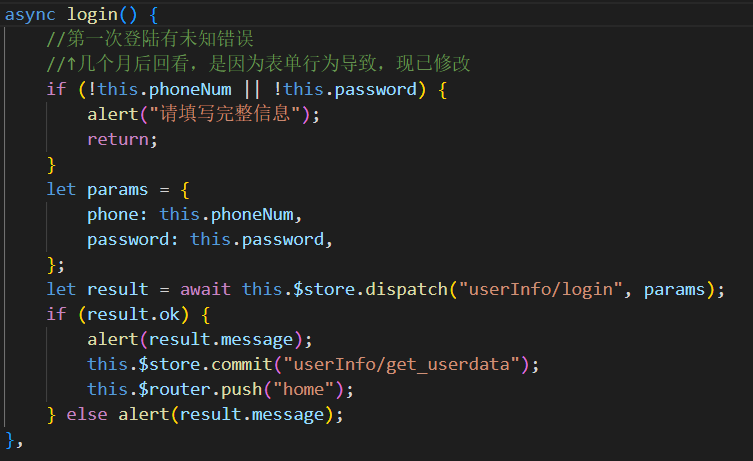 async login() {
//第一次登陆有未知错误
//↑几个月后回看，是因为表单行为导致，现已修改
if (!this.phoneNum || !this.password) {
alert("请填写完整信息");
return;
}
let params = {
phone: this.phoneNum,
password: this.password,
};
let result = await this.$store.dispatch("userInfo/login", params);
if (result.ok) {
alert(result.message);
this.$store.commit("userInfo/get_userdata");
this.$router.push("home");
} else alert(result.message);
},